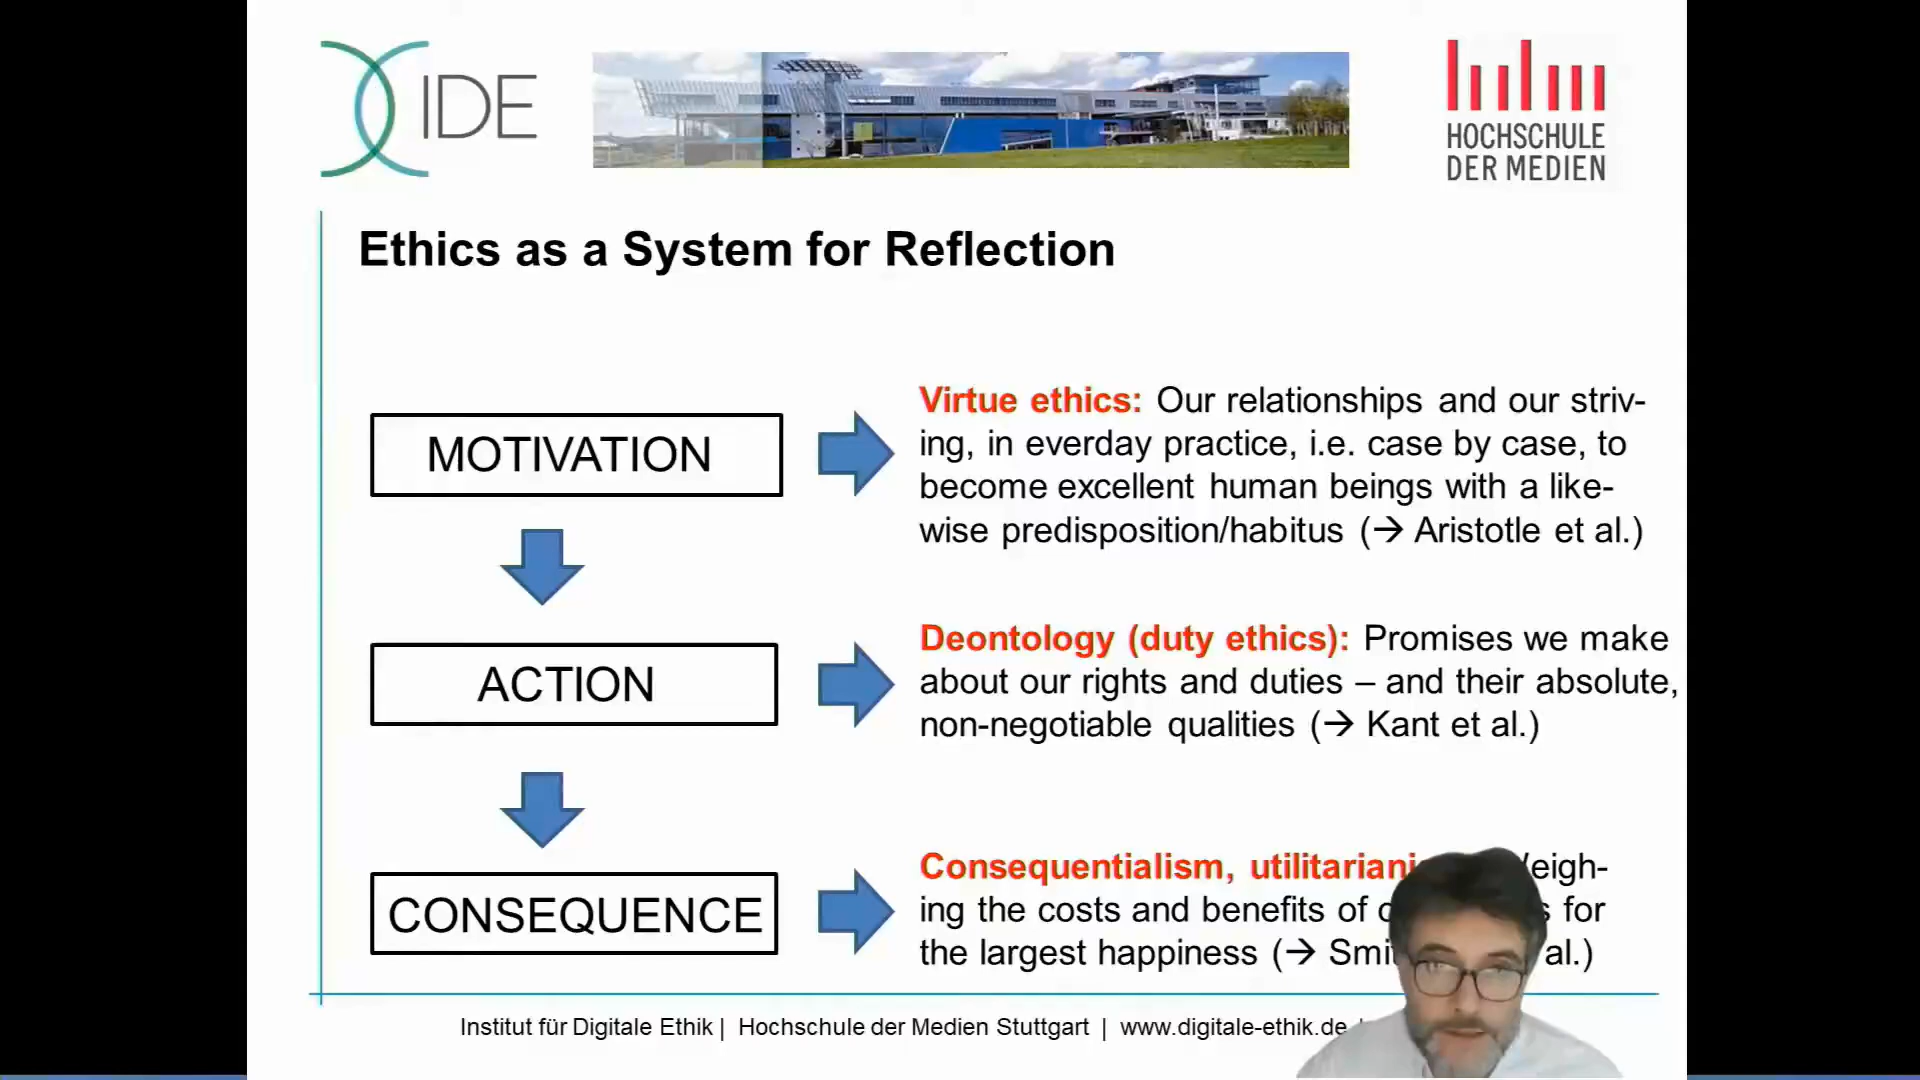 IDE
HOCHSCHULE
DER MEDIEN
Ethics as a System for Reflection
MOTIVATION
Virtue ethics: Our relationships and our striv-
ing, in everday practice, i.e. case by case, to
become excellent human beings with a like-
wise predisposition/habitus (→ Aristotle et al.)
ACTION
Deontology (duty ethics): Promises we make
about our rights and duties – and their absolute,
non-negotiable qualities (→ Kant et al.)
CONSEQUENCE
Consequentialism,
ing the costs and benefits of for
the largest happiness (→ al.)
Institut für Digitale Ethik | Hochschule der Medien Stuttgart | www.digitale-ethik.de